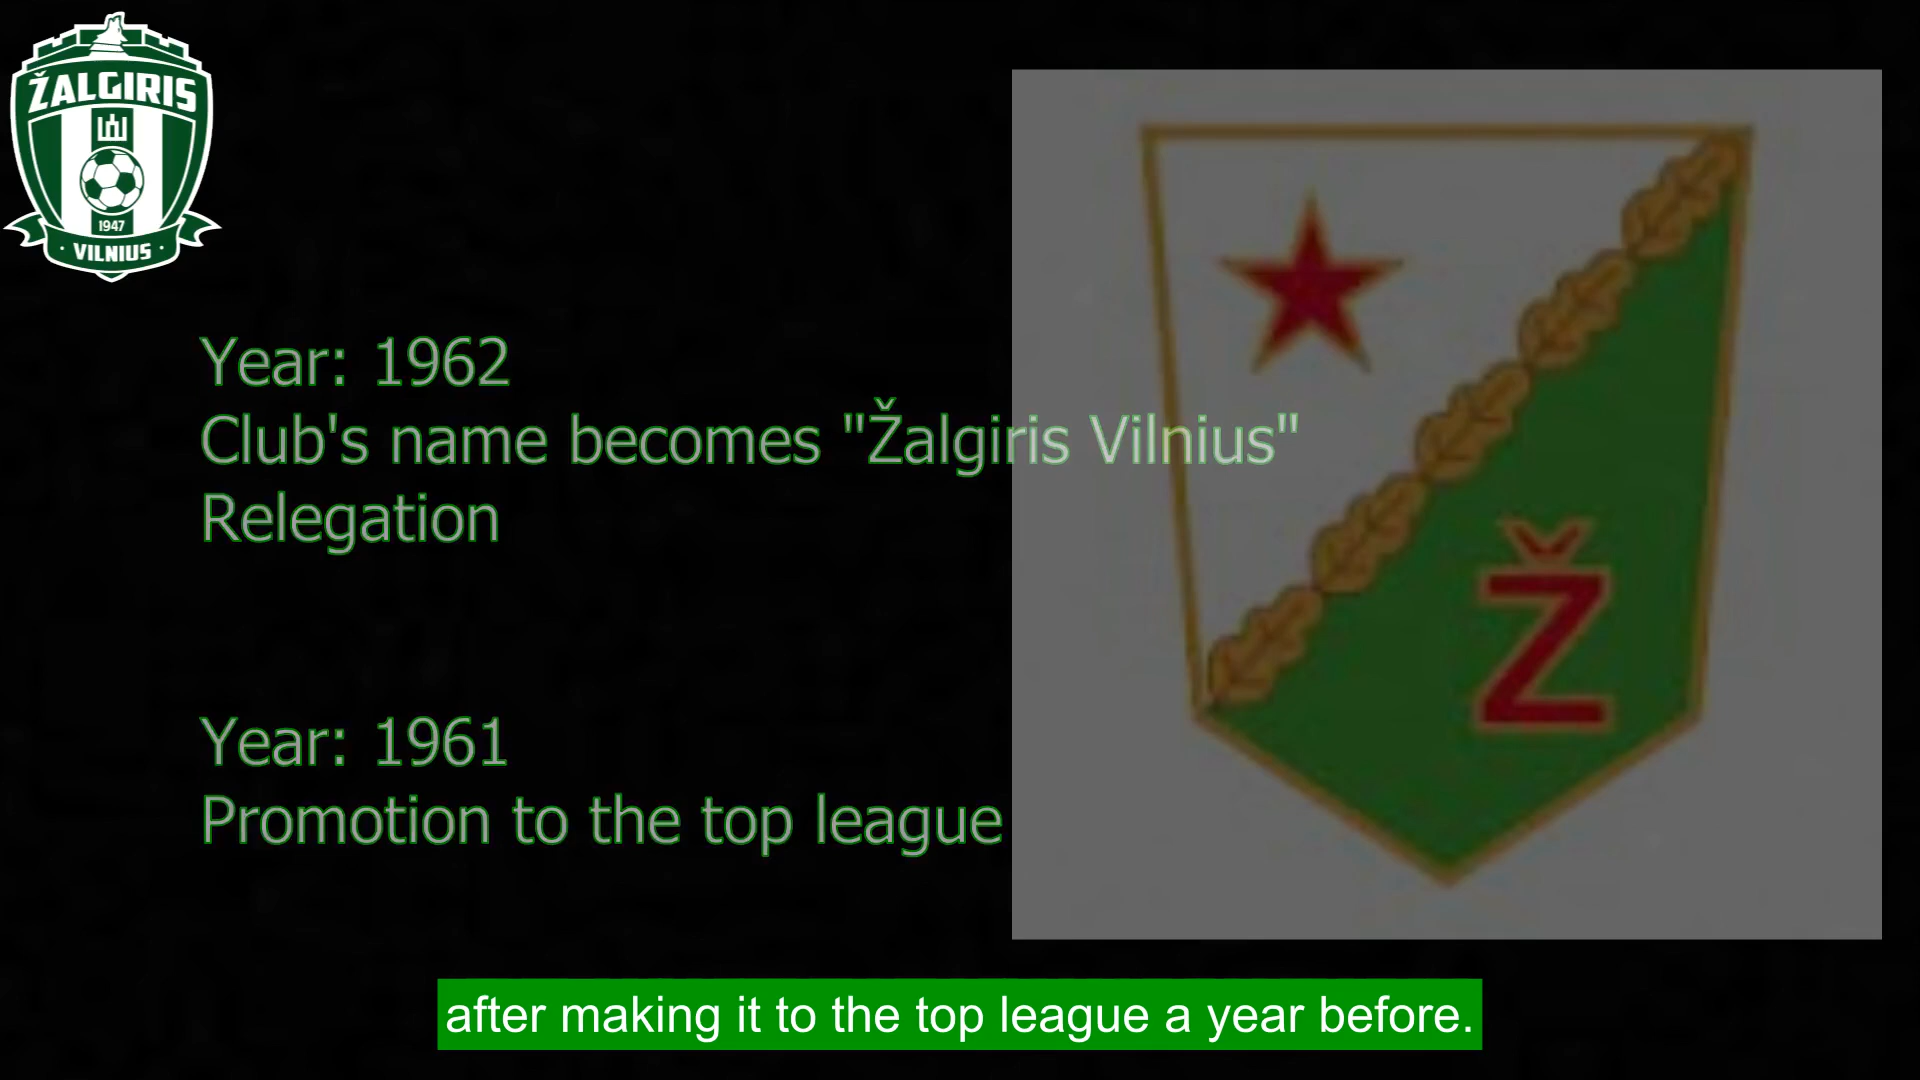 ŽALGIRIS
1947
· VILNIUS ·
Year: 1962
Club's name becomes "Žalgiris Vilnius"
Relegation
Ž
Year: 1961
Promotion to the top league
after making it to the top league a year before.